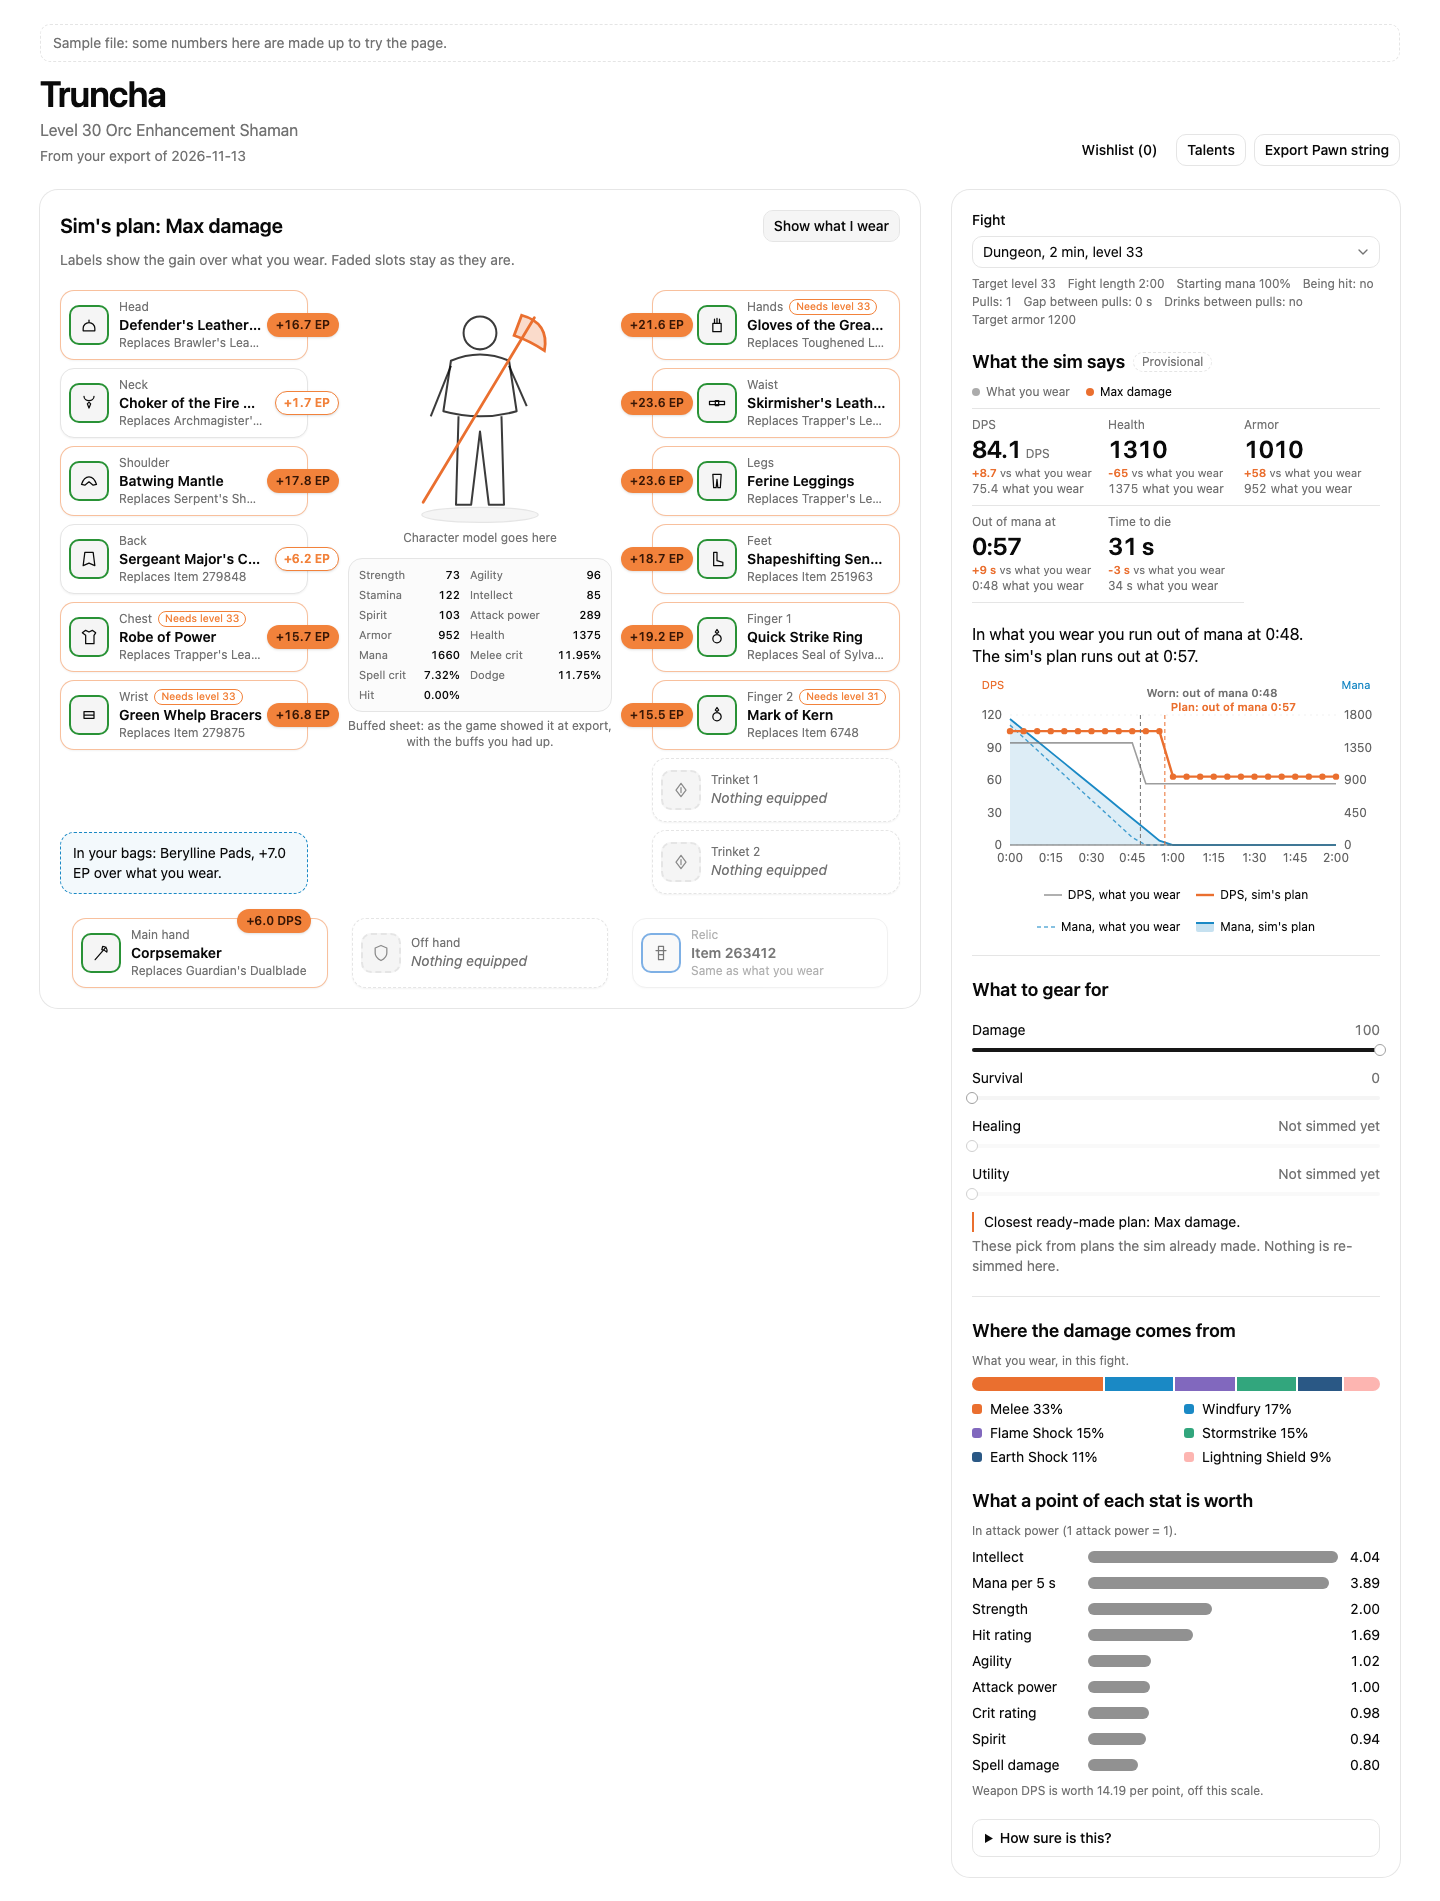 Sample file: some numbers here are made up to try the page.
Truncha
Level 30 Orc Enhancement Shaman
From your export of 2026-11-13
Wishlist (0)
Talents
Export Pawn string
Sim's plan: Max damage
Show what I wear
Labels show the gain over what you wear. Faded slots stay as they are.
Head
Defender's Leather...
Replaces Brawler's Lea...
+16.7 EP
Neck
Choker of the Fire ...
Replaces Archmagister'...
+1.7 EP
Shoulder
Batwing Mantle
Replaces Serpent's Sh...
+17.8 EP
Back
Sergeant Major's C...
Replaces Item 279848
+6.2 EP
Chest Needs level 33
Robe of Power
Replaces Trapper's Lea...
+15.7 EP
Wrist Needs level 33
Green Whelp Bracers
Replaces Item 279875
+16.8 EP
In your bags: Berylline Pads, +7.0
EP over what you wear.
Character model goes here
Strength 73 Agility 96
Stamina 122 Intellect 85
Spirit 103 Attack power 289
Armor 952 Health 1375
Mana 1660 Melee crit 11.95%
Spell crit 7.32% Dodge 11.75%
Hit 0.00%
Buffed sheet: as the game showed it at export,
with the buffs you had up.
+21.6 EP
Hands Needs level 33
Gloves of the Grea...
Replaces Toughened L...
+23.6 EP
Waist
Skirmisher's Leath...
Replaces Trapper's Le...
+23.6 EP
Legs
Ferine Leggings
Replaces Trapper's Le...
+18.7 EP
Feet
Shapeshifting Sen...
Replaces Item 251963
+19.2 EP
Finger 1
Quick Strike Ring
Replaces Seal of Sylva...
+15.5 EP
Finger 2 Needs level 31
Mark of Kern
Replaces Item 6748
Trinket 1
Nothing equipped
Trinket 2
Nothing equipped
+6.0 DPS
Main hand
Corpsemaker
Replaces Guardian's Dualblade
Off hand
Nothing equipped
Relic
Item 263412
Same as what you wear
Fight
Dungeon, 2 min, level 33
Target level 33 Fight length 2:00 Starting mana 100% Being hit: no
Pulls: 1 Gap between pulls: 0 s Drinks between pulls: no
Target armor 1200
What the sim says Provisional
What you wear Max damage
DPS
84.1 DPS
+8.7 vs what you wear
75.4 what you wear
Health
1310
-65 vs what you wear
1375 what you wear
Armor
1010
+58 vs what you wear
952 what you wear
Out of mana at
0:57
+9 s vs what you wear
0:48 what you wear
Time to die
31 s
-3 s vs what you wear
34 s what you wear
In what you wear you run out of mana at 0:48.
The sim's plan runs out at 0:57.
DPS
Mana
Worn: out of mana 0:48
Plan: out of mana 0:57
120 1800
90 1350
60 900
30 450
0 0
0:00 0:15 0:30 0:45 1:00 1:15 1:30 1:45 2:00
DPS, what you wear DPS, sim's plan
Mana, what you wear Mana, sim's plan
What to gear for
Damage 100
Survival 0
Healing Not simmed yet
Utility Not simmed yet
Closest ready-made plan: Max damage.
These pick from plans the sim already made. Nothing is re-
simmed here.
Where the damage comes from
What you wear, in this fight.
Melee 33% Windfury 17%
Flame Shock 15% Stormstrike 15%
Earth Shock 11% Lightning Shield 9%
What a point of each stat is worth
In attack power (1 attack power = 1).
Intellect 4.04
Mana per 5 s 3.89
Strength 2.00
Hit rating 1.69
Agility 1.02
Attack power 1.00
Crit rating 0.98
Spirit 0.94
Spell damage 0.80
Weapon DPS is worth 14.19 per point, off this scale.
How sure is this?